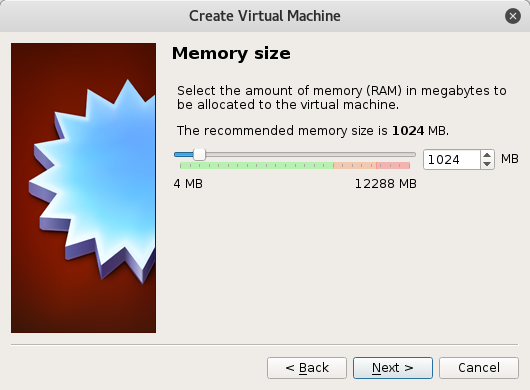 Create Virtual Machine
Memory size
Select the amount of memory (RAM) in megabytes to
be allocated to the virtual machine.
The recommended memory size is 1024 MB.
1024 MB
4 MB 12288 MB
< Back Next > Cancel